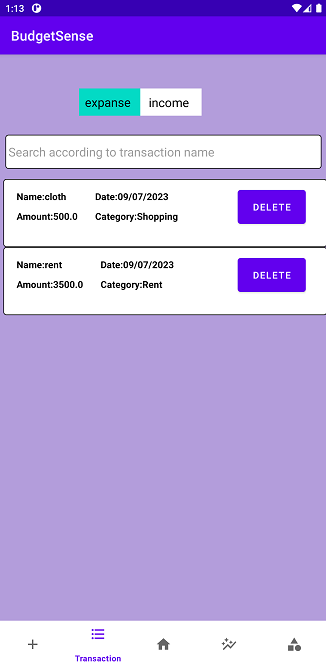 1:13
BudgetSense
expanse income
Search according to transaction name
Name:cloth Date:09/07/2023
Amount:500.0 Category:Shopping
DELETE
Name:rent Date:09/07/2023
Amount:3500.0 Category:Rent
DELETE
Transaction